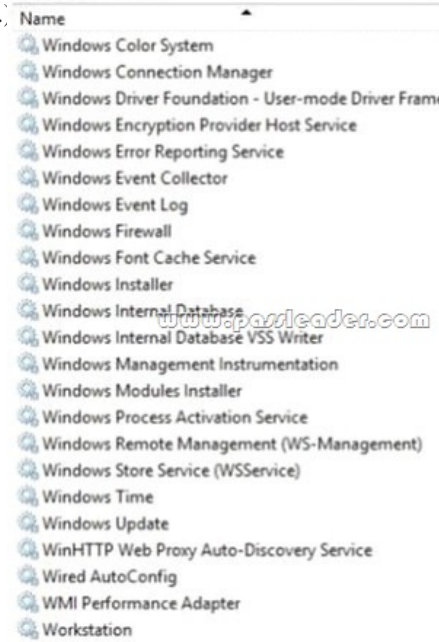 Name
Windows Color System
Windows Connection Manager
Windows Driver Foundation - User-mode Driver Frame
Windows Encryption Provider Host Service
Windows Error Reporting Service
Windows Event Collector
Windows Event Log
Windows Firewall
Windows Font Cache Service
Windows Installer
Windows Internal Database
www.passleader.com
Windows Internal Database VSS Writer
Windows Management Instrumentation
Windows Modules Installer
Windows Process Activation Service
Windows Remote Management (WS-Management)
Windows Store Service (WSService)
Windows Time
Windows Update
WinHTTP Web Proxy Auto-Discovery Service
Wired AutoConfig
WMI Performance Adapter
Workstation